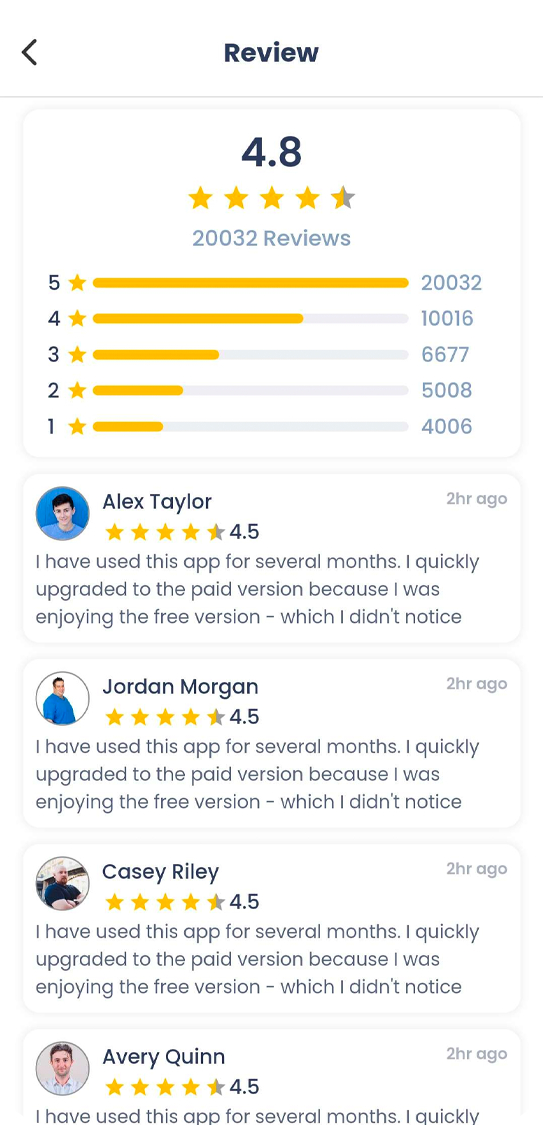 Review
4.8
20032 Reviews
5 20032
4 10016
3 6677
2 5008
1 4006
Alex Taylor 2hr ago
4.5
I have used this app for several months. I quickly
upgraded to the paid version because I was
enjoying the free version - which I didn't notice
Jordan Morgan 2hr ago
4.5
I have used this app for several months. I quickly
upgraded to the paid version because I was
enjoying the free version - which I didn't notice
Casey Riley 2hr ago
4.5
I have used this app for several months. I quickly
upgraded to the paid version because I was
enjoying the free version - which I didn't notice
Avery Quinn 2hr ago
4.5
I have used this app for several months. I quickly